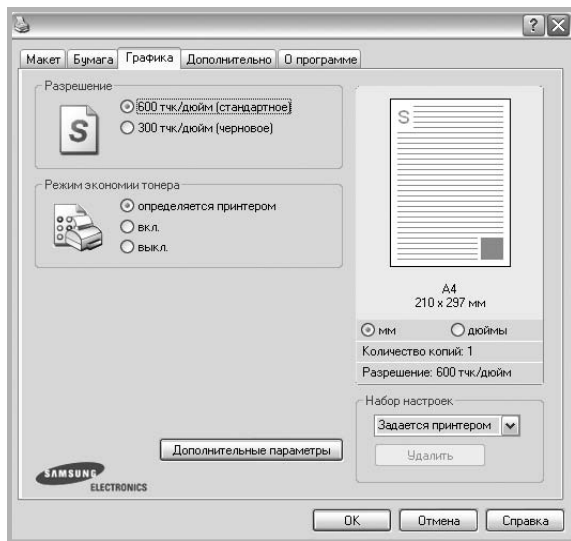 Макет Бумага Графика Дополнительно О программе
Разрешение
600 тчк/дюйм (стандартное)
300 тчк/дюйм (черновое)
S
Режим экономии тонера
определяется принтером
вкл.
выкл.
S
A4
210 x 297 мм
мм дюймы
Количество копий: 1
Разрешение: 600 тчк/дюйм
Набор настроек
Задается принтером
Удалить
Дополнительные параметры
SAMSUNG
ELECTRONICS
OK Отмена Справка